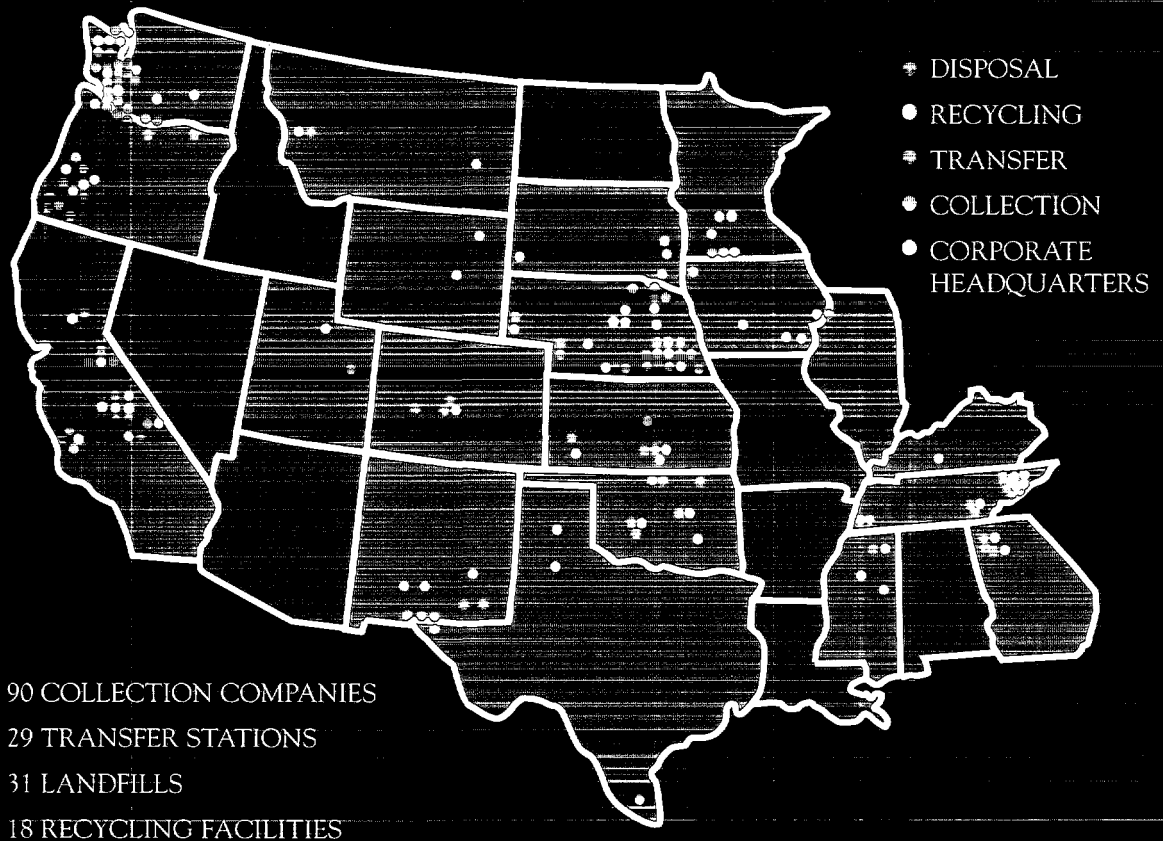 DISPOSAL
RECYCLING
TRANSFER
COLLECTION
CORPORATE
HEADQUARTERS
90 COLLECTION COMPANIES
29 TRANSFER STATIONS
31 LANDFILLS
18 RECYCLING FACILITIES